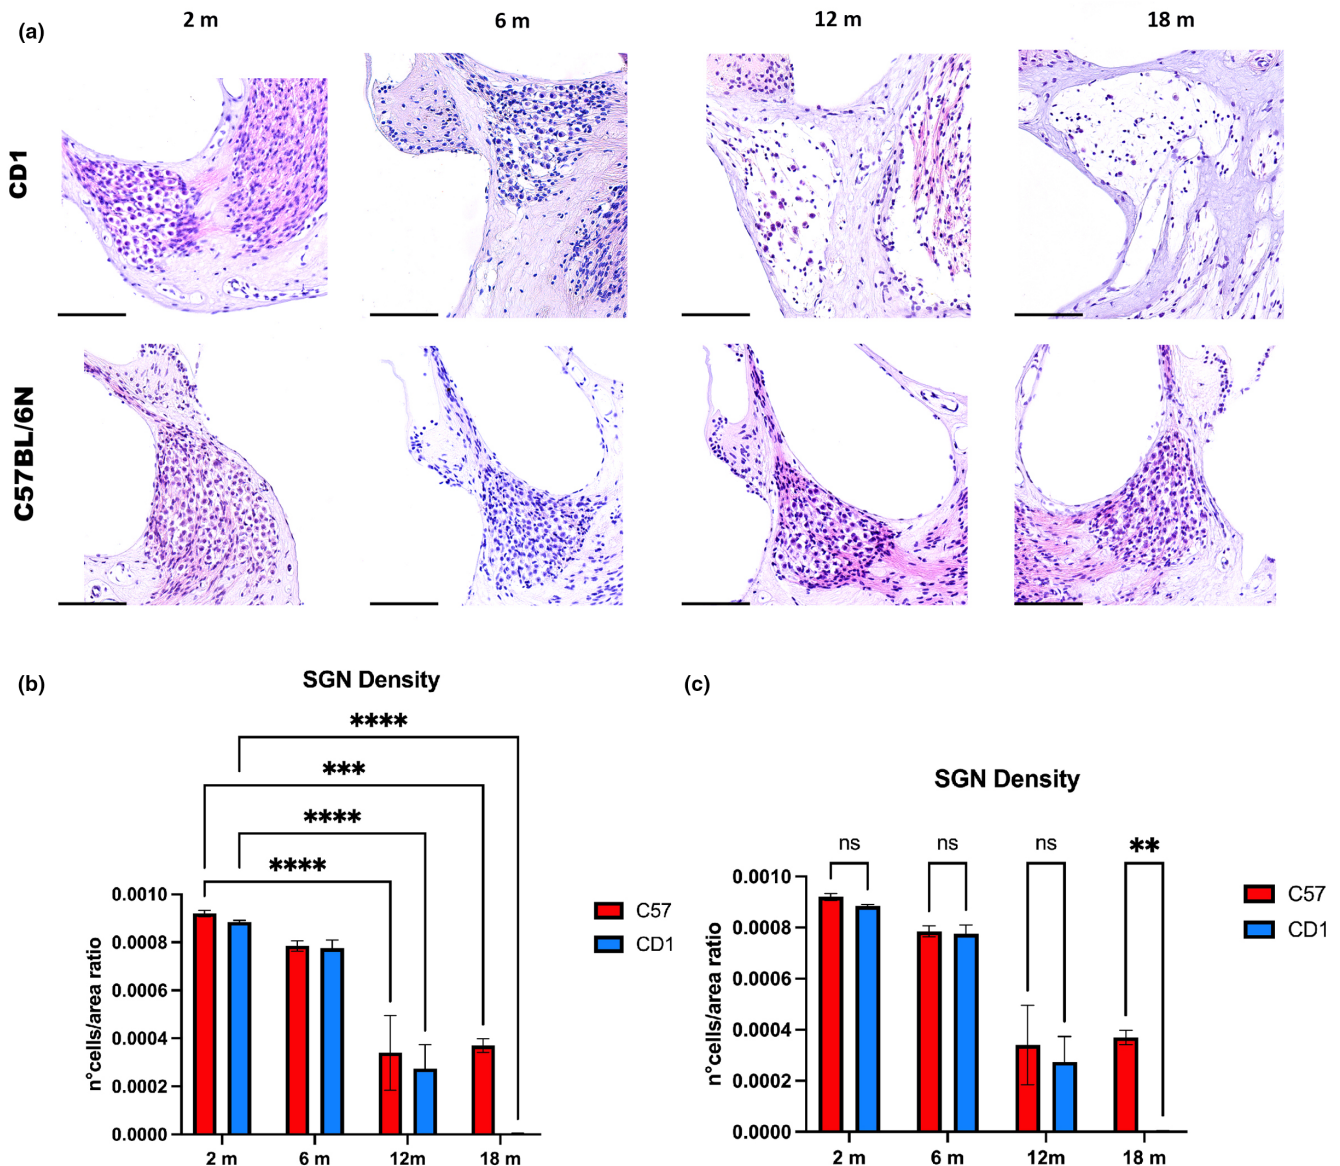 (a)
2 m 6 m 12 m 18 m
CD1
C57BL/6N
(b)
SGN Density
****
***
****
****
n°cells/area ratio
0.0010
0.0008
0.0006
0.0004
0.0002
0.0000
2 m 6 m 12m 18 m
C57
CD1
(c)
SGN Density
ns ns ns **
n°cells/area ratio
0.0010
0.0008
0.0006
0.0004
0.0002
0.0000
2 m 6 m 12 m 18 m
C57
CD1